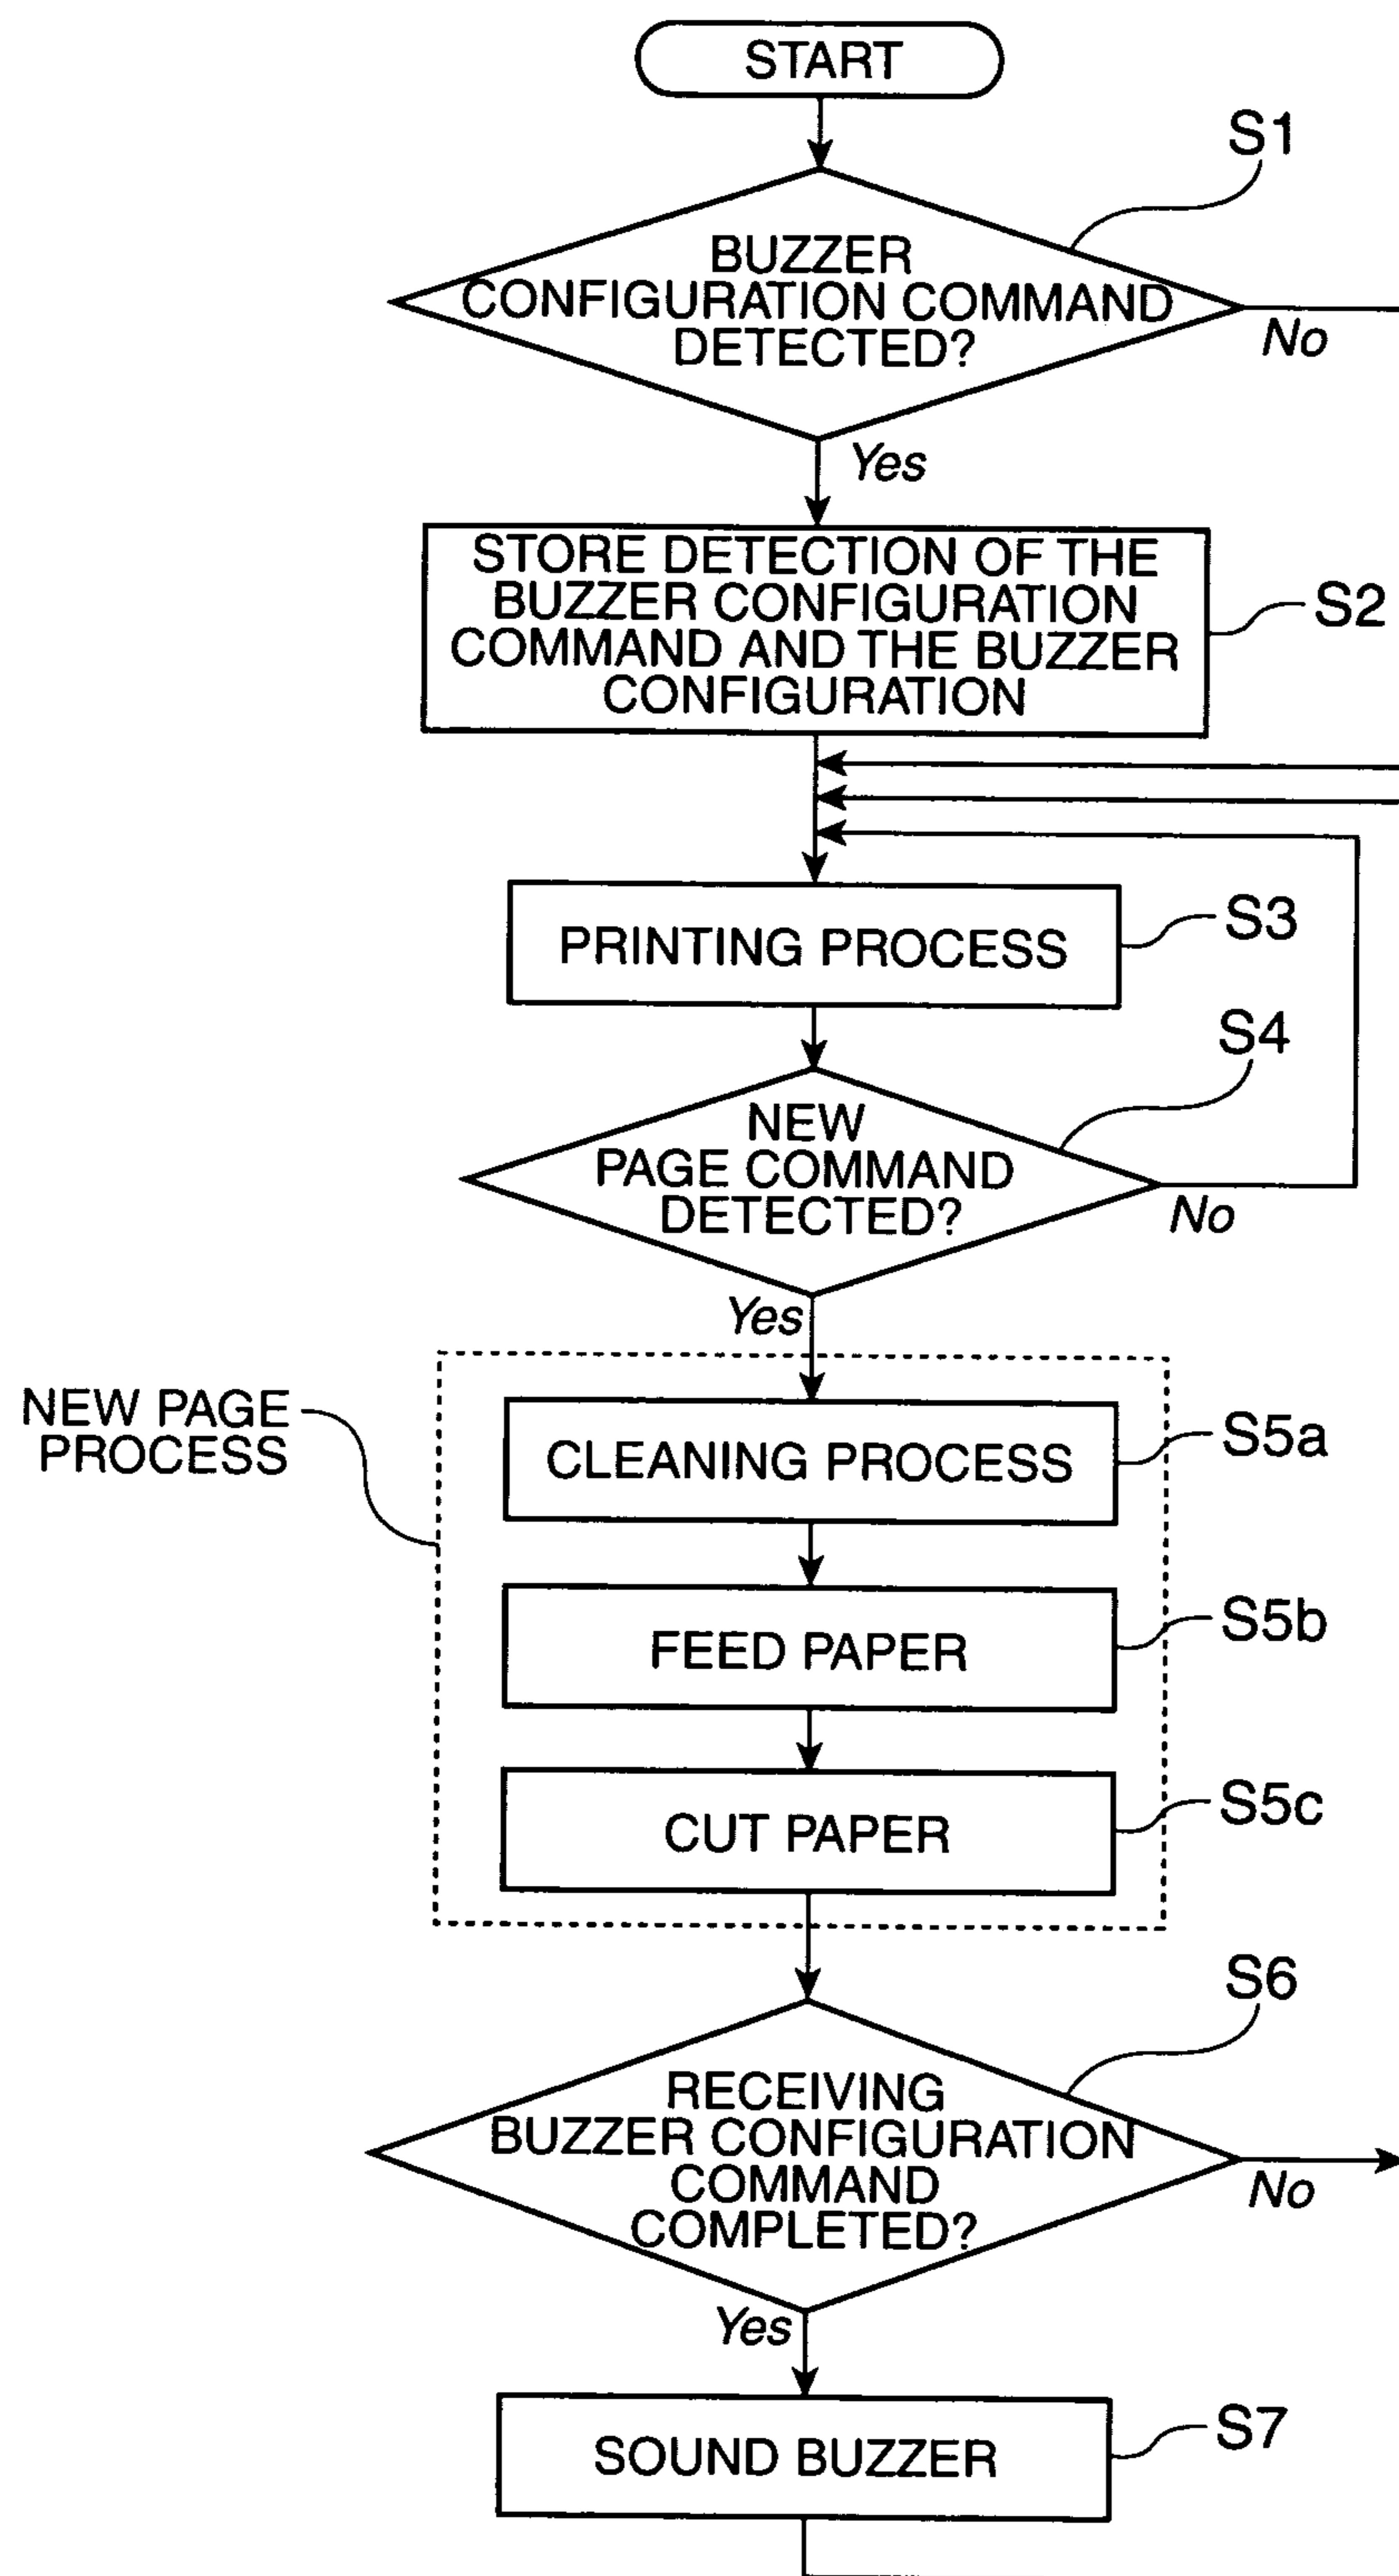 START
S1
BUZZER
CONFIGURATION COMMAND
DETECTED?
No
Yes
STORE DETECTION OF THE
BUZZER CONFIGURATION
COMMAND AND THE BUZZER
CONFIGURATION
S2
PRINTING PROCESS
S3
S4
NEW
PAGE COMMAND
DETECTED?
No
Yes
NEW PAGE
PROCESS
CLEANING PROCESS
S5a
FEED PAPER
S5b
CUT PAPER
S5c
S6
RECEIVING
BUZZER CONFIGURATION
COMMAND
COMPLETED?
No
Yes
SOUND BUZZER
S7